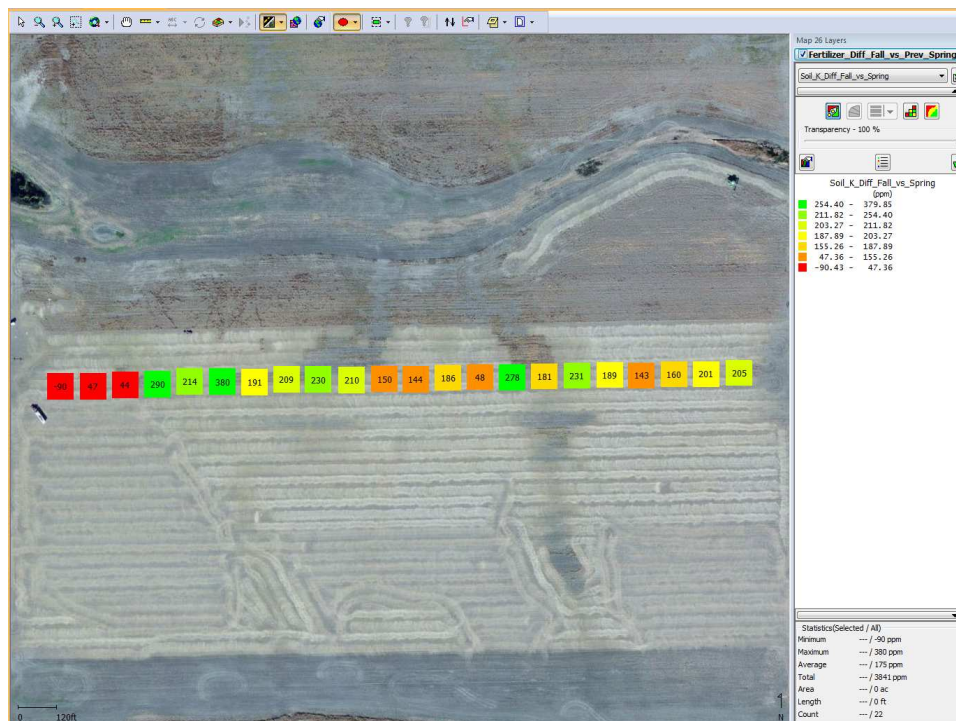 Map 26 Layers
Fertilizer_Diff_Fall_vs_Prev_Spring
Soil_K_Diff_Fall_vs_Spring
Transparency - 100 %
Soil_K_Diff_Fall_vs_Spring
(ppm)
254.40 - 379.85
211.82 - 254.40
203.27 - 211.82
187.89 - 203.27
155.26 - 187.89
47.36 - 155.26
-90.43 - 47.36
-90 47 44 290 214 380 191 209 230 210 150 144 186 48 278 181 231 189 143 160 201 205
Statistics(Selected / All)
Minimum --- / -90 ppm
Maximum --- / 380 ppm
Average --- / 175 ppm
Total --- / 3841 ppm
Area --- / 0 ac
Length --- / 0 ft
Count --- / 22
0 120ft
N